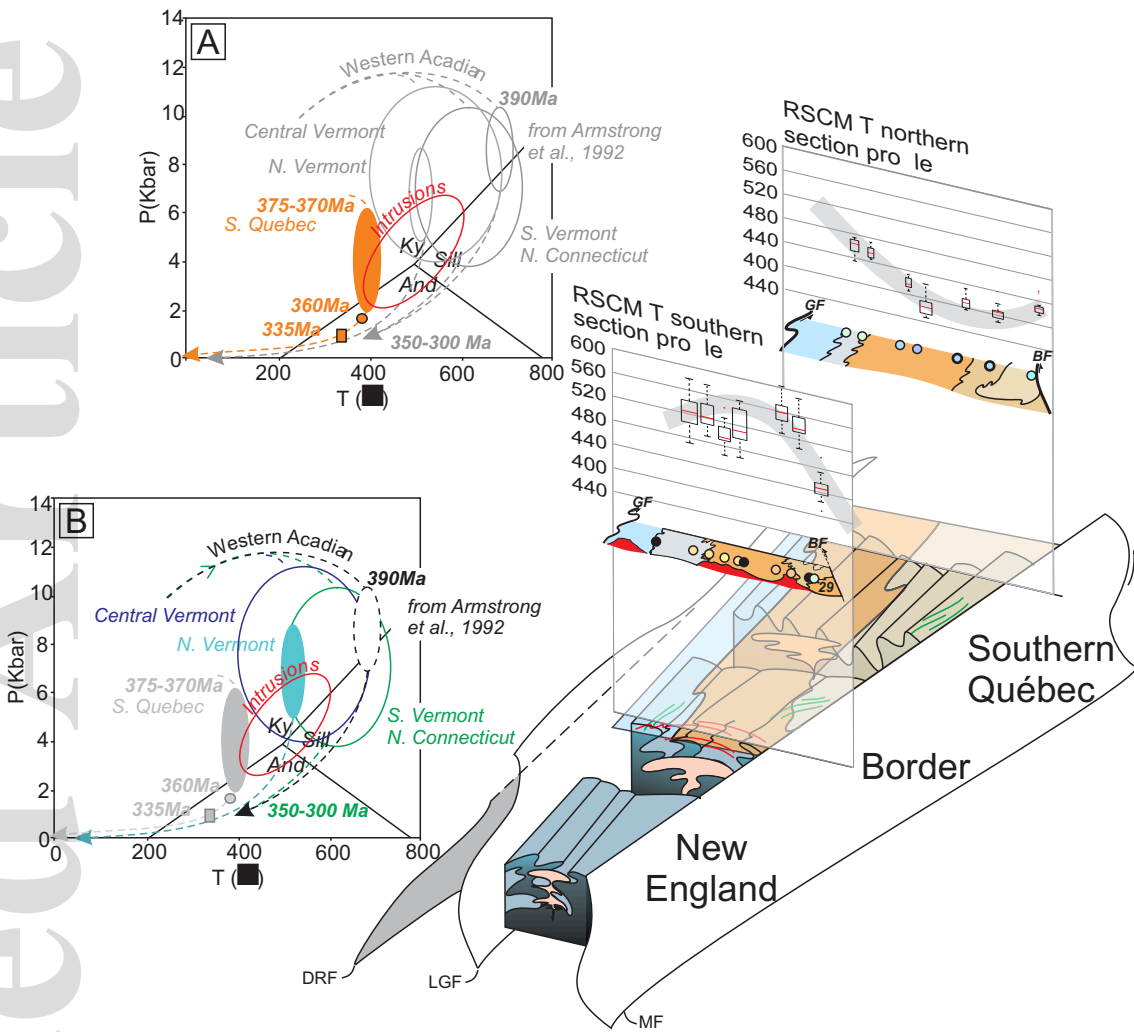 ed Article
14
12
10
8
6
4
2
0
P(Kbar)
A
Western Acadian
390Ma
Central Vermont
from Armstrong
et al., 1992
N. Vermont
375-370Ma
S. Quebec
Intrusions
S. Vermont
N. Connecticut
Ky
Sill
And
360Ma
335Ma
350-300 Ma
200
400
600
800
T (
RSCM T northern
section pro le
600
560
520
480
440
400
440
GF
BF
RSCM T southern
section pro le
600
560
520
480
440
400
440
GF
BF
29
14
12
10
8
6
4
2
0
P(Kbar)
B
Western Acadian
390Ma
Central Vermont
from Armstrong
et al., 1992
N. Vermont
375-370Ma
S. Quebec
Intrusions
S. Vermont
N. Connecticut
Ky
Sill
And
360Ma
335Ma
350-300 Ma
0
200
400
600
800
T (
Southern
Québec
Border
New
England
DRF
LGF
MF